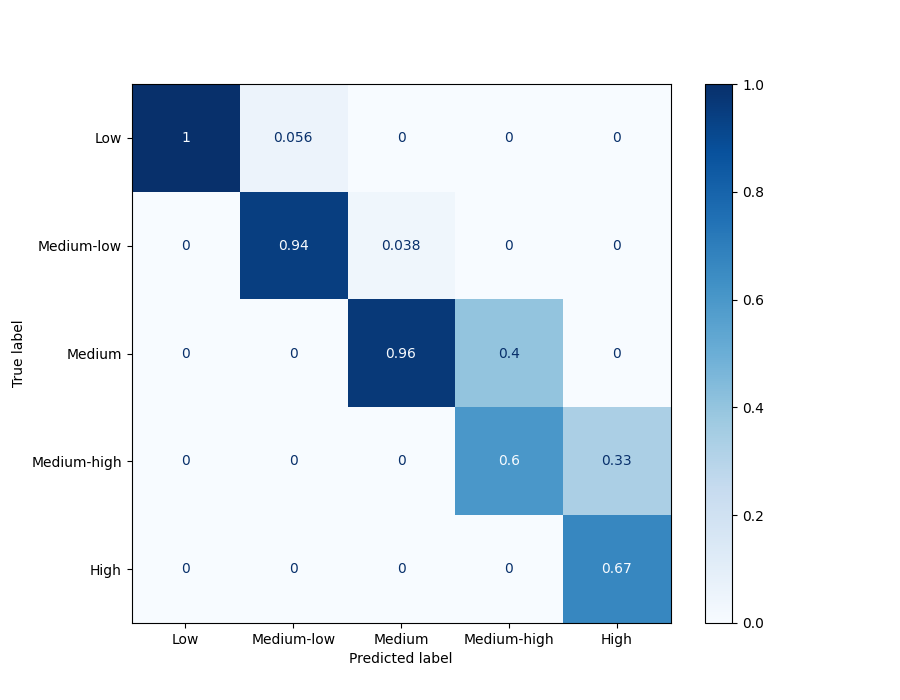 1.0
Low 1 0.056 0 0 0
0.8
Medium-low 0 0.94 0.038 0 0
0.6
True label
Medium 0 0 0.96 0.4 0
0.4
Medium-high 0 0 0 0.6 0.33
0.2
High 0 0 0 0 0.67
0.0
Low Medium-low Medium Medium-high High
Predicted label